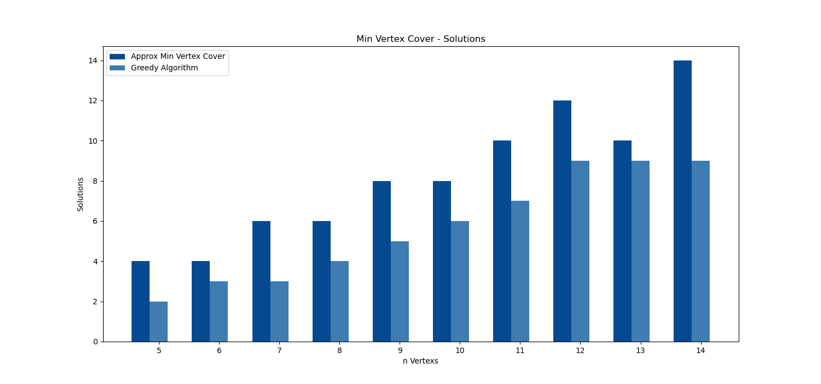 Min Vertex Cover - Solutions
Approx Min Vertex Cover
Greedy Algorithm
14
12
10
8
6
4
2
0
Solutions
5 6 7 8 9 10 11 12 13 14
n Vertexs